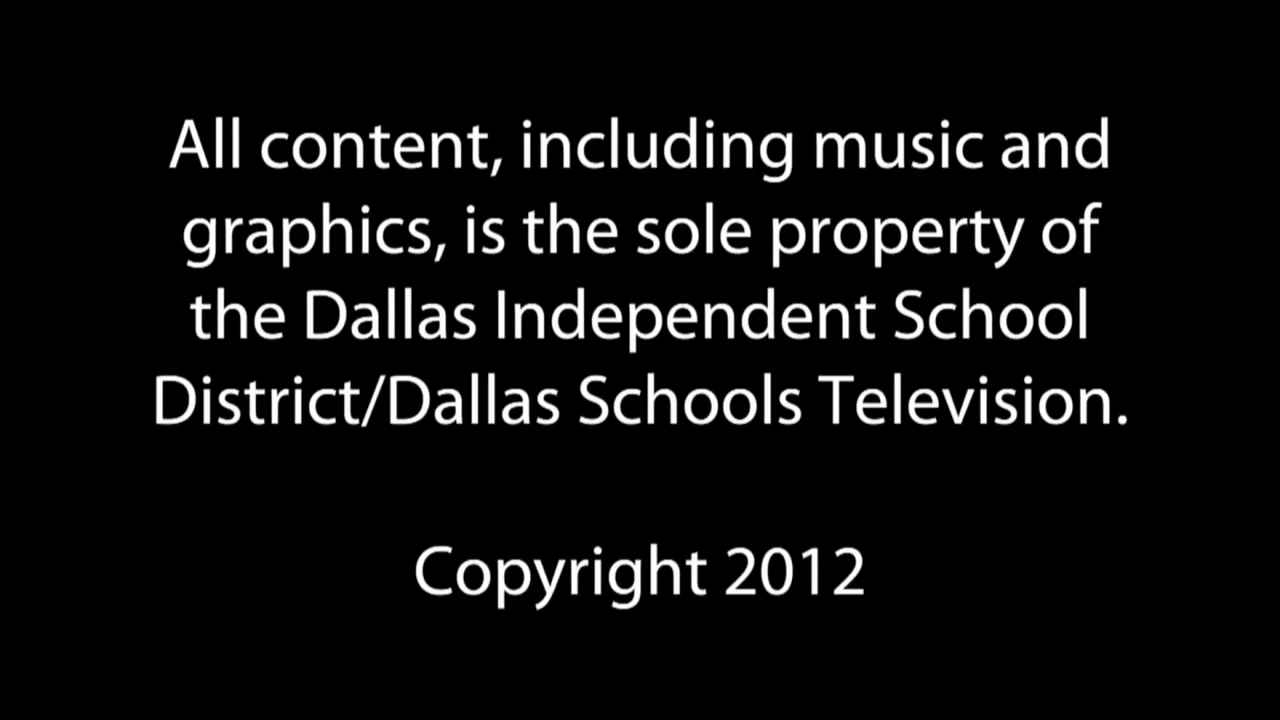 All content, including music and
graphics, is the sole property of
the Dallas Independent School
District/Dallas Schools Television.
Copyright 2012